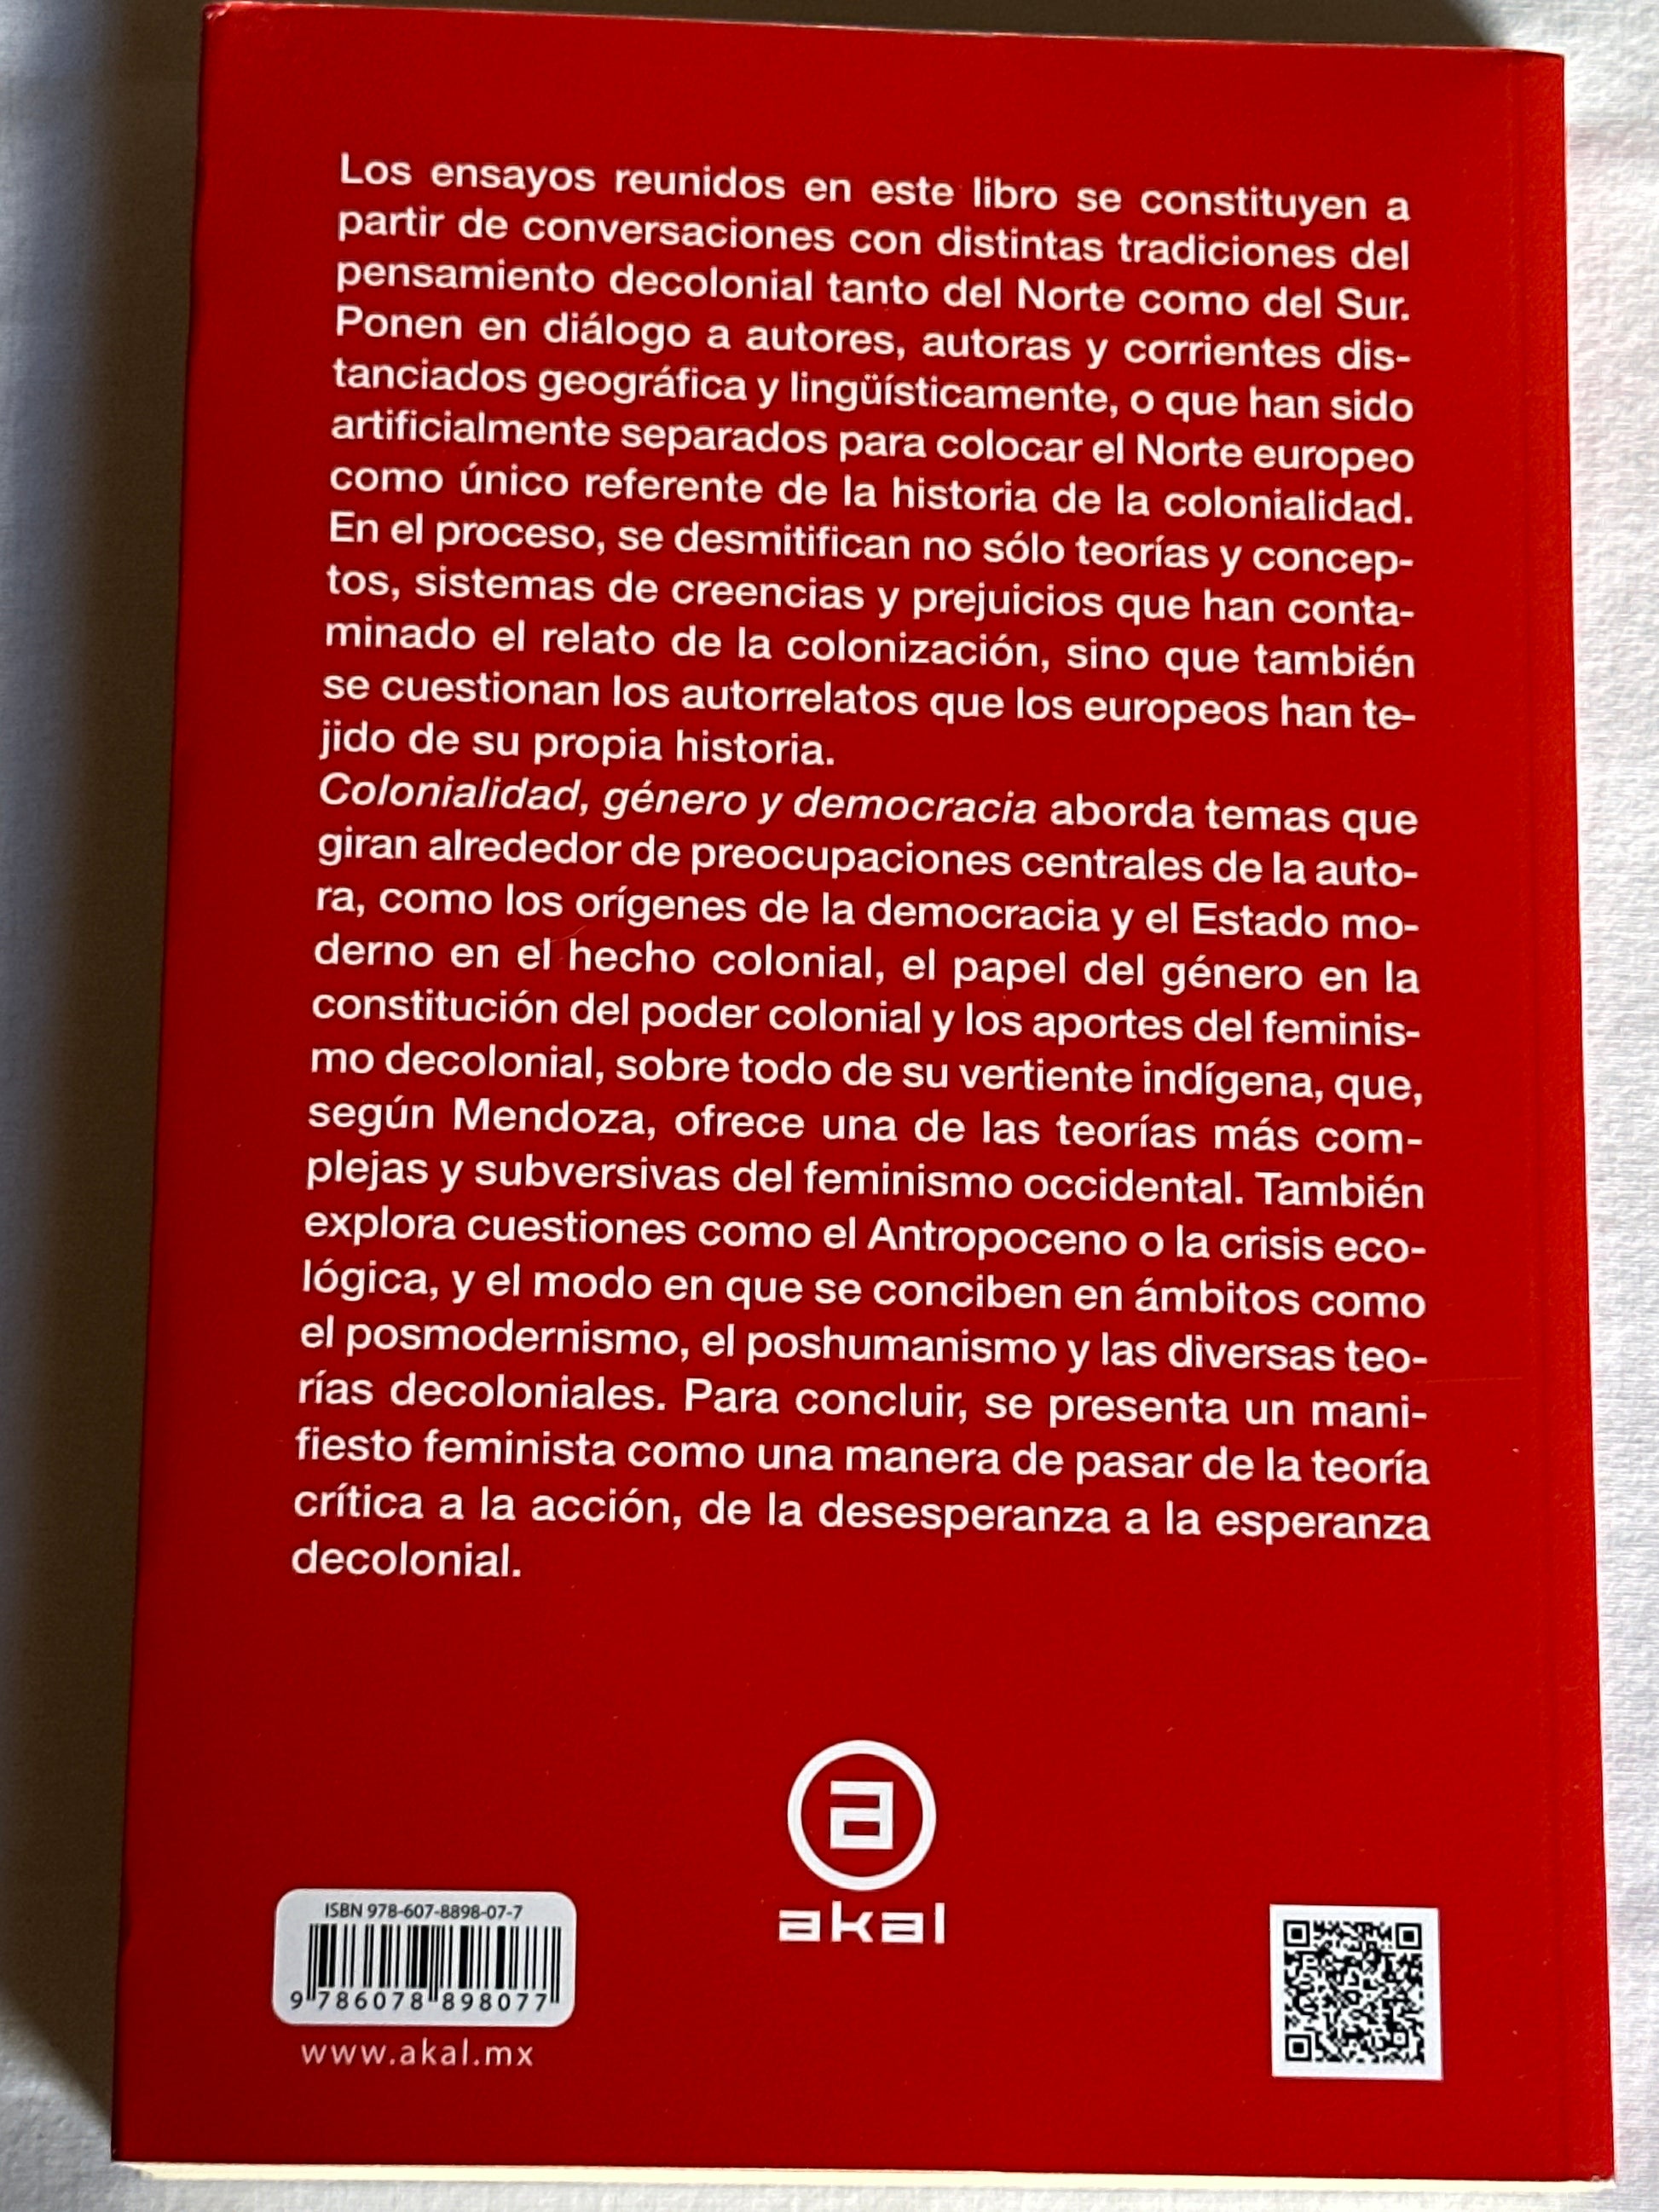 Los ensayos reunidos en este libro se constituyen a
partir de conversaciones con distintas tradiciones del
pensamiento decolonial tanto del Norte como del Sur.
Ponen en diálogo a autores, autoras y corrientes dis-
tanciados geográfica y lingüísticamente, o que han sido
artificialmente separados para colocar el Norte europeo
como único referente de la historia de la colonialidad.
En el proceso, se desmitifican no sólo teorías y concep-
tos, sistemas de creencias y prejuicios que han conta-
minado el relato de la colonización, sino que también
se cuestionan los autorrelatos que los europeos han te-
jido de su propia historia.
Colonialidad, género y democracia aborda temas que
giran alrededor de preocupaciones centrales de la auto-
ra, como los orígenes de la democracia y el Estado mo-
derno en el hecho colonial, el papel del género en la
constitución del poder colonial y los aportes del feminis-
mo decolonial, sobre todo de su vertiente indígena, que,
según Mendoza, ofrece una de las teorías más com-
plejas y subversivas del feminismo occidental. También
explora cuestiones como el Antropoceno o la crisis eco-
lógica, y el modo en que se conciben en ámbitos como
el posmodernismo, el poshumanismo y las diversas teo-
rías decoloniales. Para concluir, se presenta un mani-
fiesto feminista como una manera de pasar de la teoría
crítica a la acción, de la desesperanza a la esperanza
decolonial.
a
akal
ISBN 978-607-8898-07-7
9 786078 898077
www.akal.mx